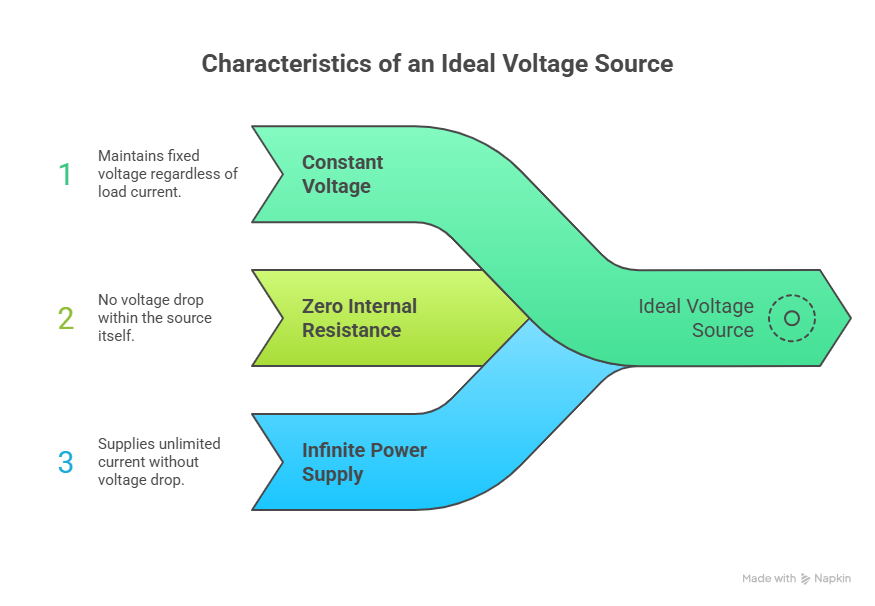 Characteristics of an Ideal Voltage Source
1
Maintains fixed
voltage regardless of
load current.
Constant
Voltage
2
No voltage drop
within the source
itself.
Zero Internal
Resistance
Ideal Voltage
Source
3
Supplies unlimited
current without
voltage drop.
Infinite Power
Supply
Made with Napkin